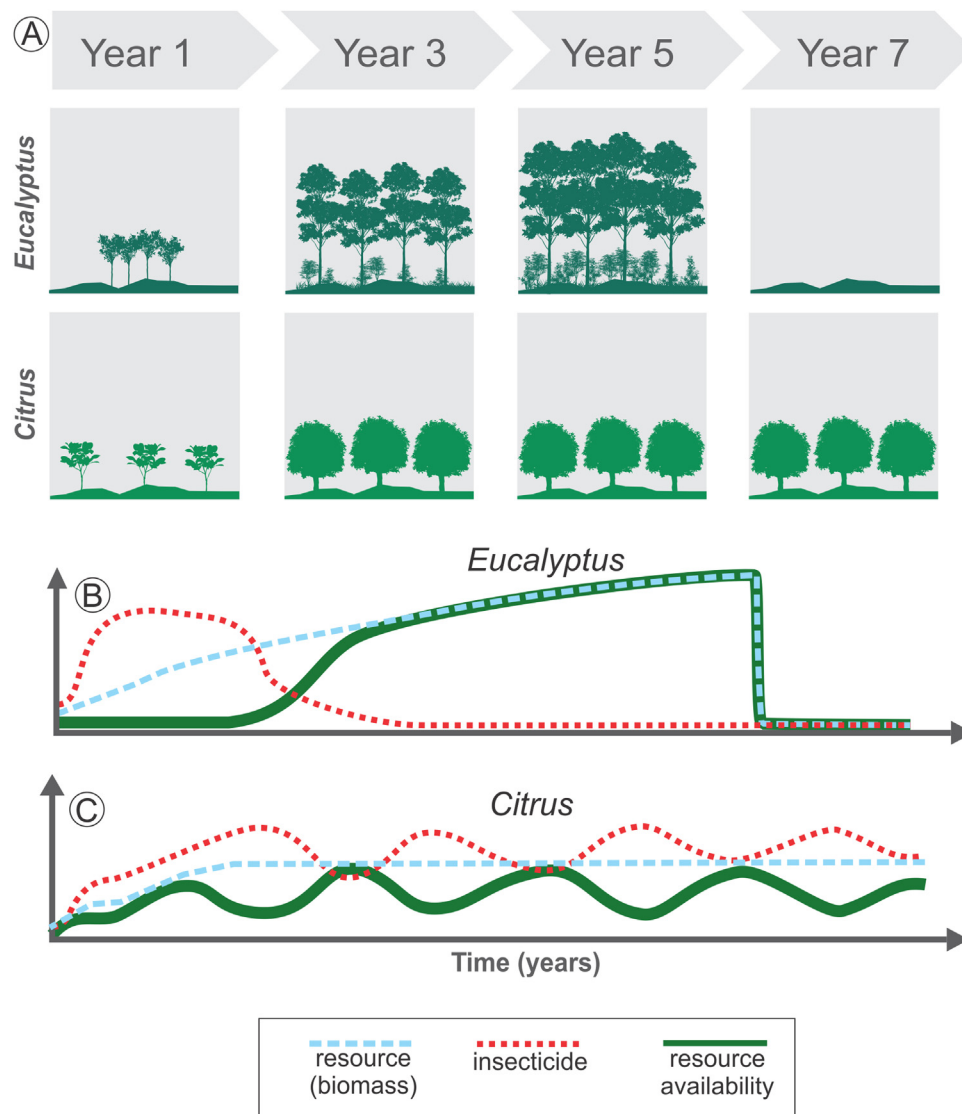 A
Year 1
Year 3
Year 5
Year 7
Eucalyptus
Citrus
B
Eucalyptus
C
Citrus
Time (years)
resource
(biomass)
insecticide
resource
availability